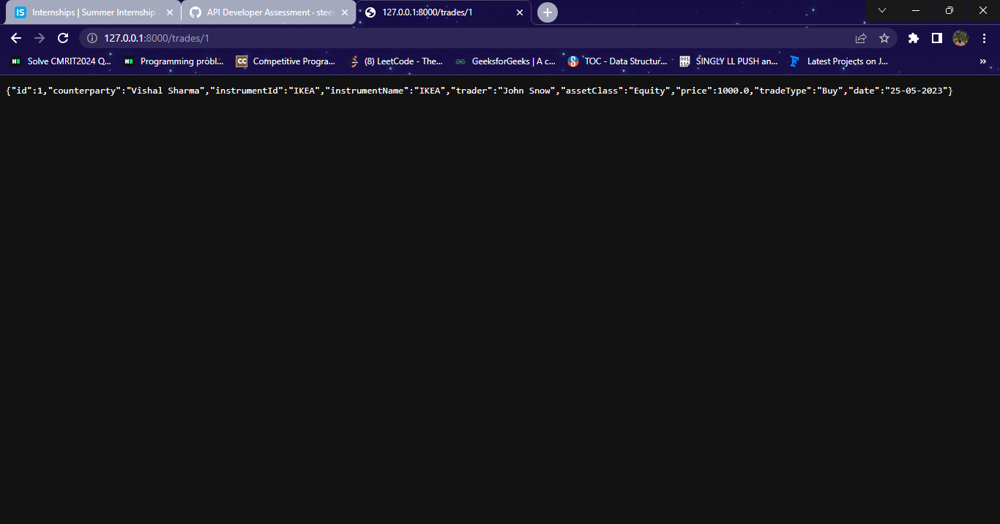 IS Internships | Summer Internship API Developer Assessment · steel 127.0.0.1:8000/trades/1
127.0.0.1:8000/trades/1
Solve CMRIT2024 Q... Programming probl... CC Competitive Progra... (8) LeetCode - The... GeeksforGeeks | A c... TOC - Data Structur... SINGLY LL PUSH an... Latest Projects on J... »
{"id":1,"counterparty":"Vishal Sharma","instrumentId":"IKEA","instrumentName":"IKEA","trader":"John Snow","assetClass":"Equity","price":1000.0,"tradeType":"Buy","date":"25-05-2023"}